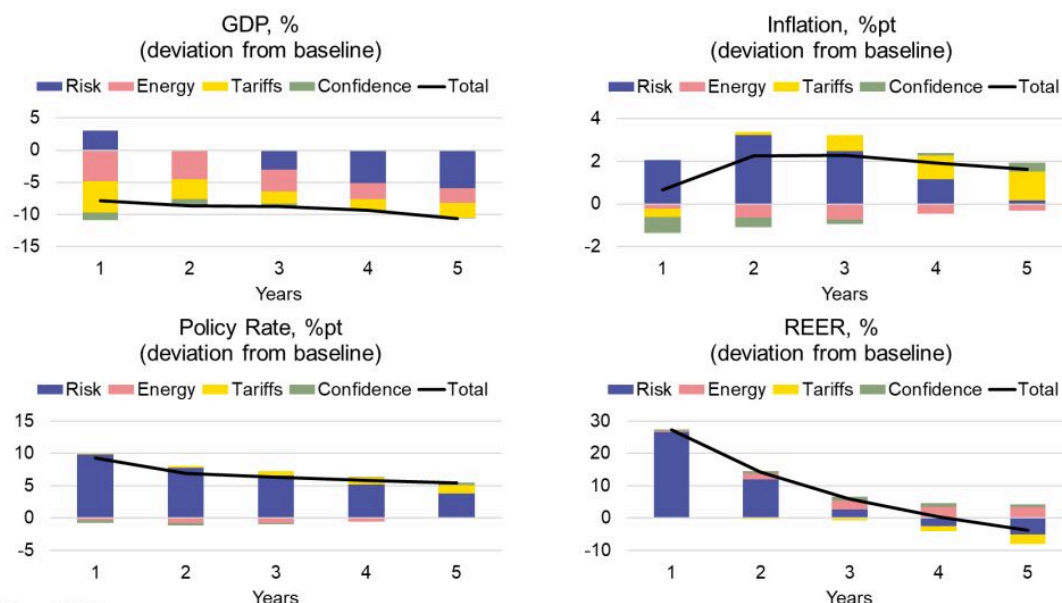 GDP, %
(deviation from baseline)
Risk Energy Tariffs Confidence Total
5
0
-5
-10
-15
1 2 3 4 5
Years
Inflation, %pt
(deviation from baseline)
Risk Energy Tariffs Confidence Total
4
2
0
-2
1 2 3 4 5
Years
Policy Rate, %pt
(deviation from baseline)
Risk Energy Tariffs Confidence Total
15
10
5
0
-5
1 2 3 4 5
Years
REER, %
(deviation from baseline)
Risk Energy Tariffs Confidence Total
30
20
10
0
-10
1 2 3 4 5
Years